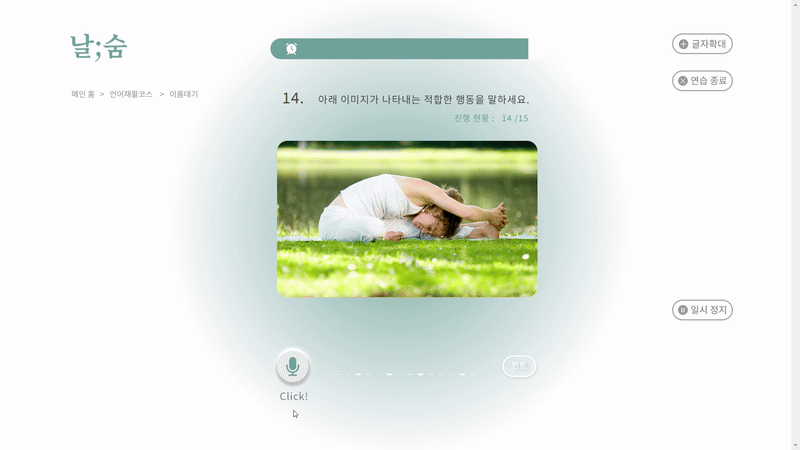 날;숨
글자확대
연습 종료
메인 홈 > 언어재활코스 > 이름대기
14. 아래 이미지가 나타내는 적합한 행동을 말하세요.
진행 현황 : 14 /15
일시 정지
Click!